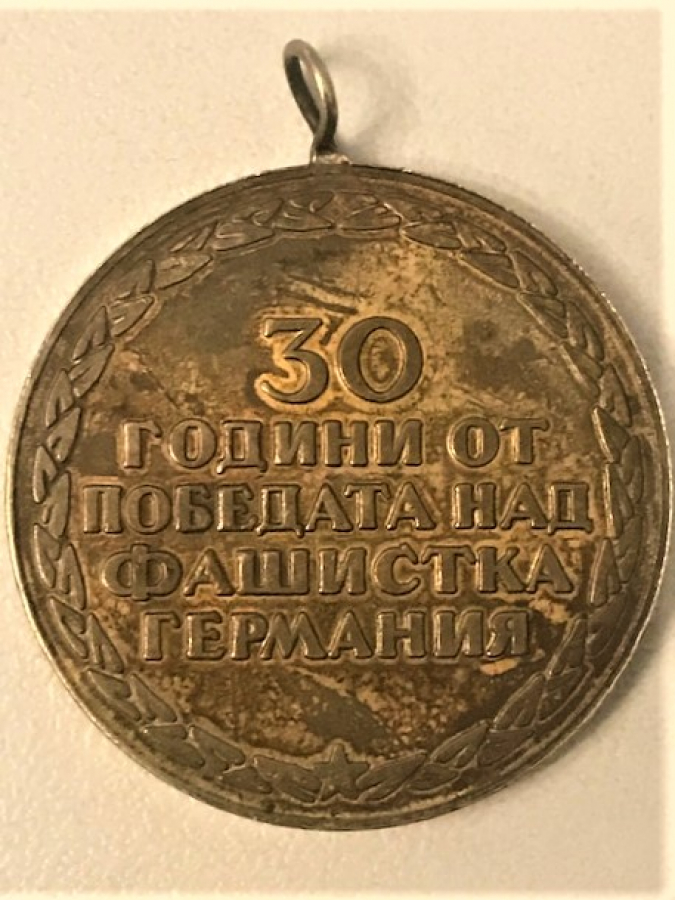 30
ГОДИНИ ОТ
ПОБЕДАТА НАД
ФАШИСТКА
ГЕРМАНИЯ